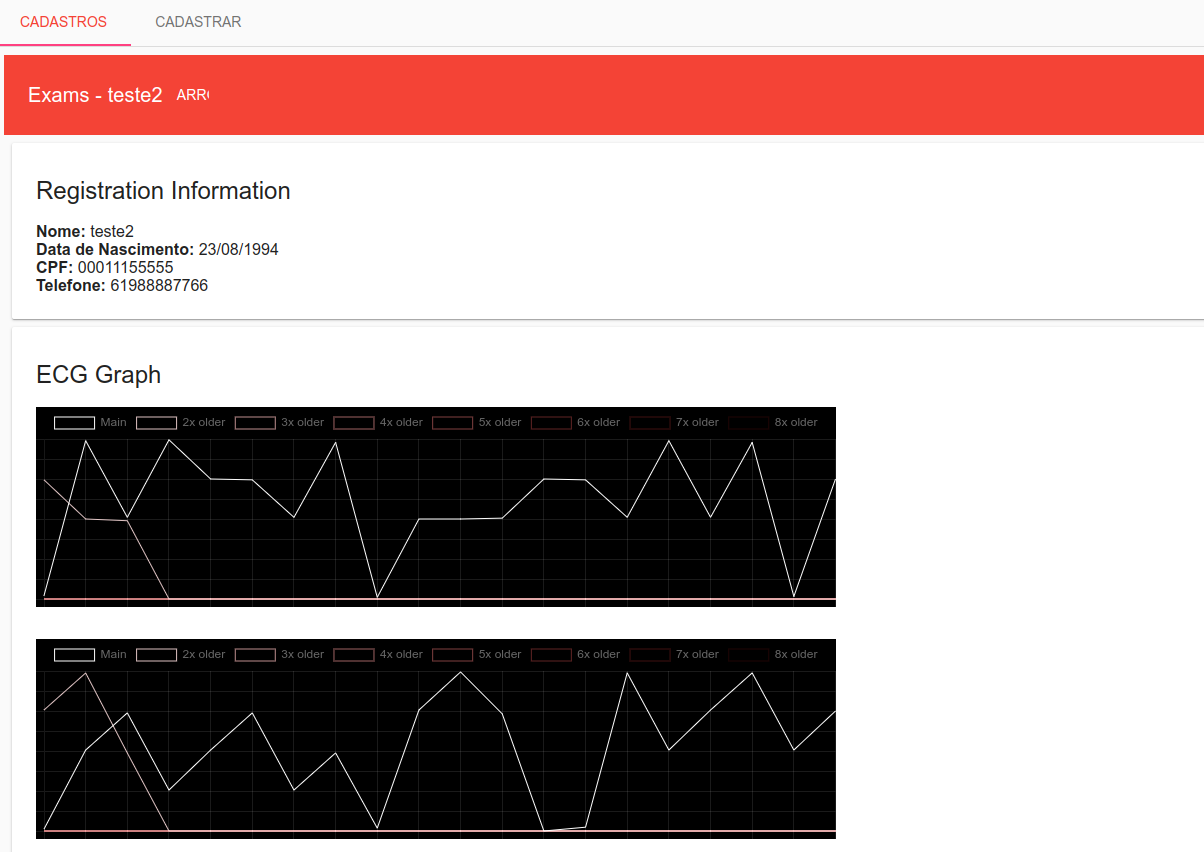 CADASTROS CADASTRAR
Exams - teste2 ARR
Registration Information
Nome: teste2
Data de Nascimento: 23/08/1994
CPF: 00011155555
Telefone: 61988887766
ECG Graph
Main 2x older 3x older 4x older 5x older 6x older 7x older 8x older
Main 2x older 3x older 4x older 5x older 6x older 7x older 8x older